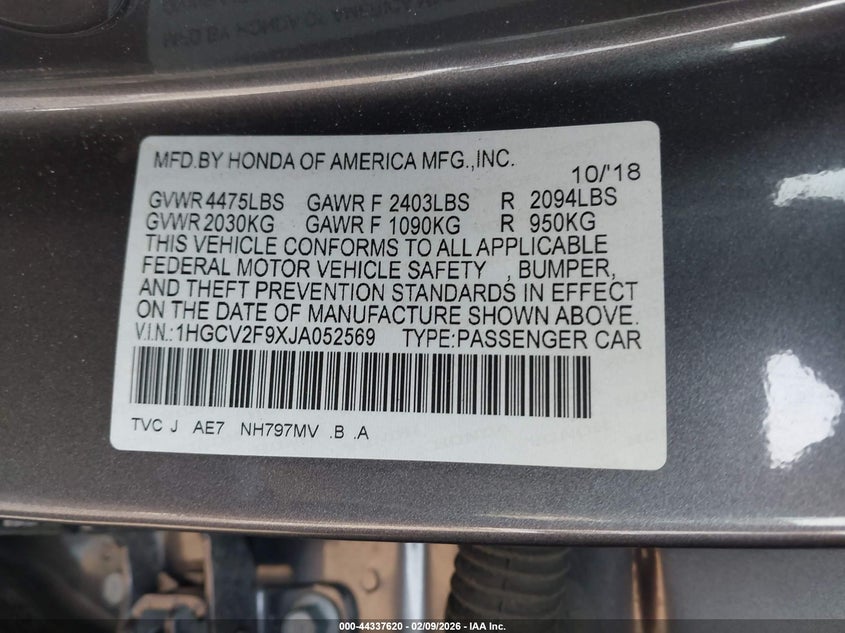 MFD.BY HONDA OF AMERICA MFG.,INC.
10/'18
GVWR 4475LBS GAWR F 2403LBS R 2094LBS
GVWR 2030KG GAWR F 1090KG R 950KG
THIS VEHICLE CONFORMS TO ALL APPLICABLE
FEDERAL MOTOR VEHICLE SAFETY , BUMPER,
AND THEFT PREVENTION STANDARDS IN EFFECT
ON THE DATE OF MANUFACTURE SHOWN ABOVE.
V.I.N.:1HGCV2F9XJA052569 TYPE:PASSENGER CAR
TVC J AE7 NH797MV .B .A
000-44337620 — 02/09/2026 — IAA Inc.